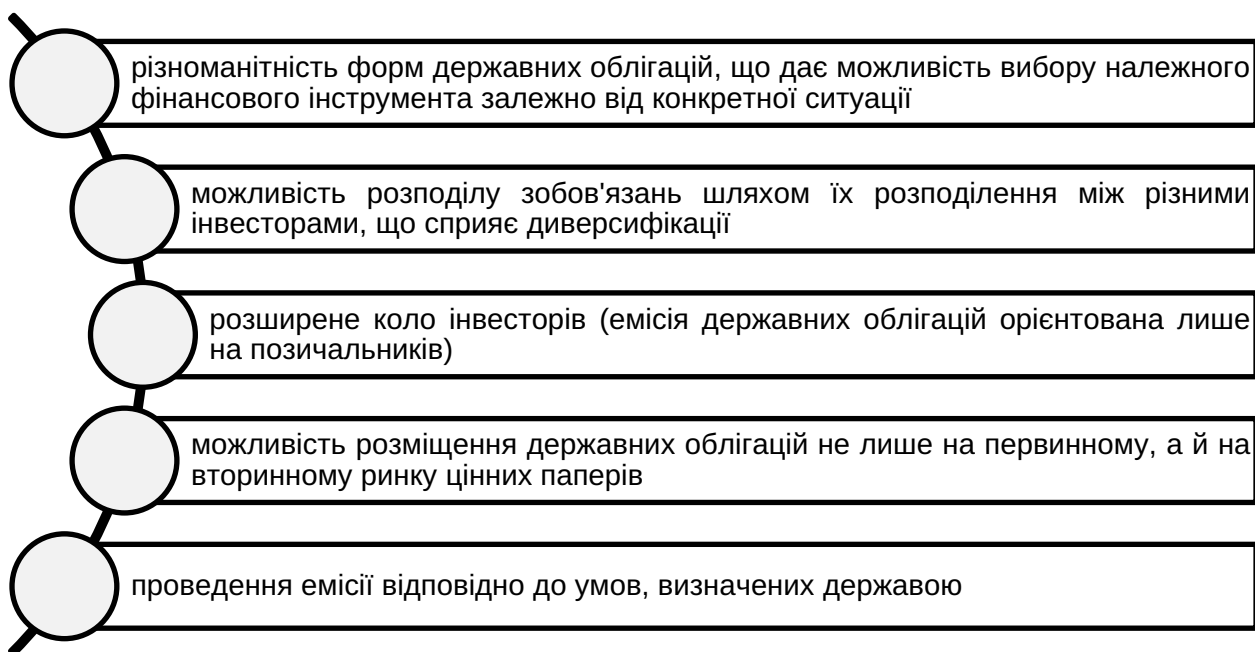 різноманітність форм державних облігацій, що дає можливість вибору належного
фінансового інструмента залежно від конкретної ситуації
можливість розподілу зобов'язань шляхом їх розподілення між різними
інвесторами, що сприяє диверсифікації
розширене коло інвесторів (емісія державних облігацій орієнтована лише
на позичальників)
можливість розміщення державних облігацій не лише на первинному, а й на
вторинному ринку цінних паперів
проведення емісії відповідно до умов, визначених державою